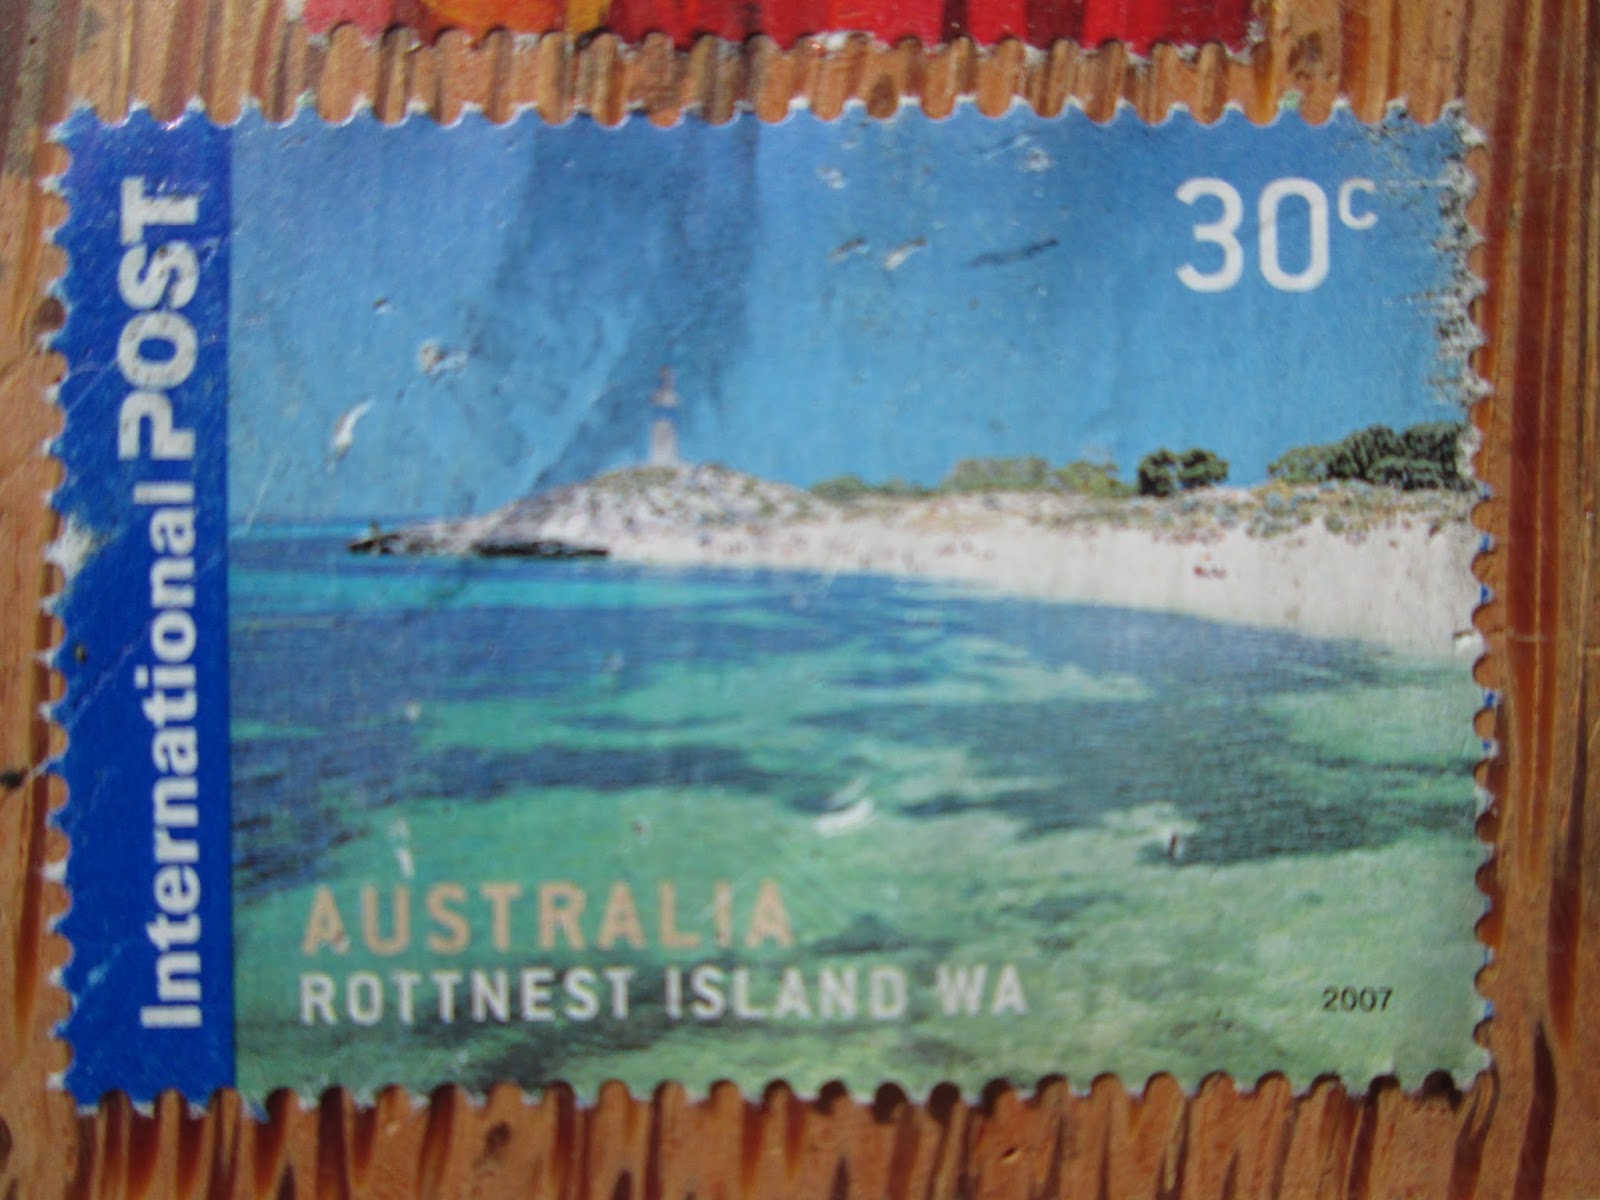 International POST
30c
AUSTRALIA
ROTTNEST ISLAND WA
2007